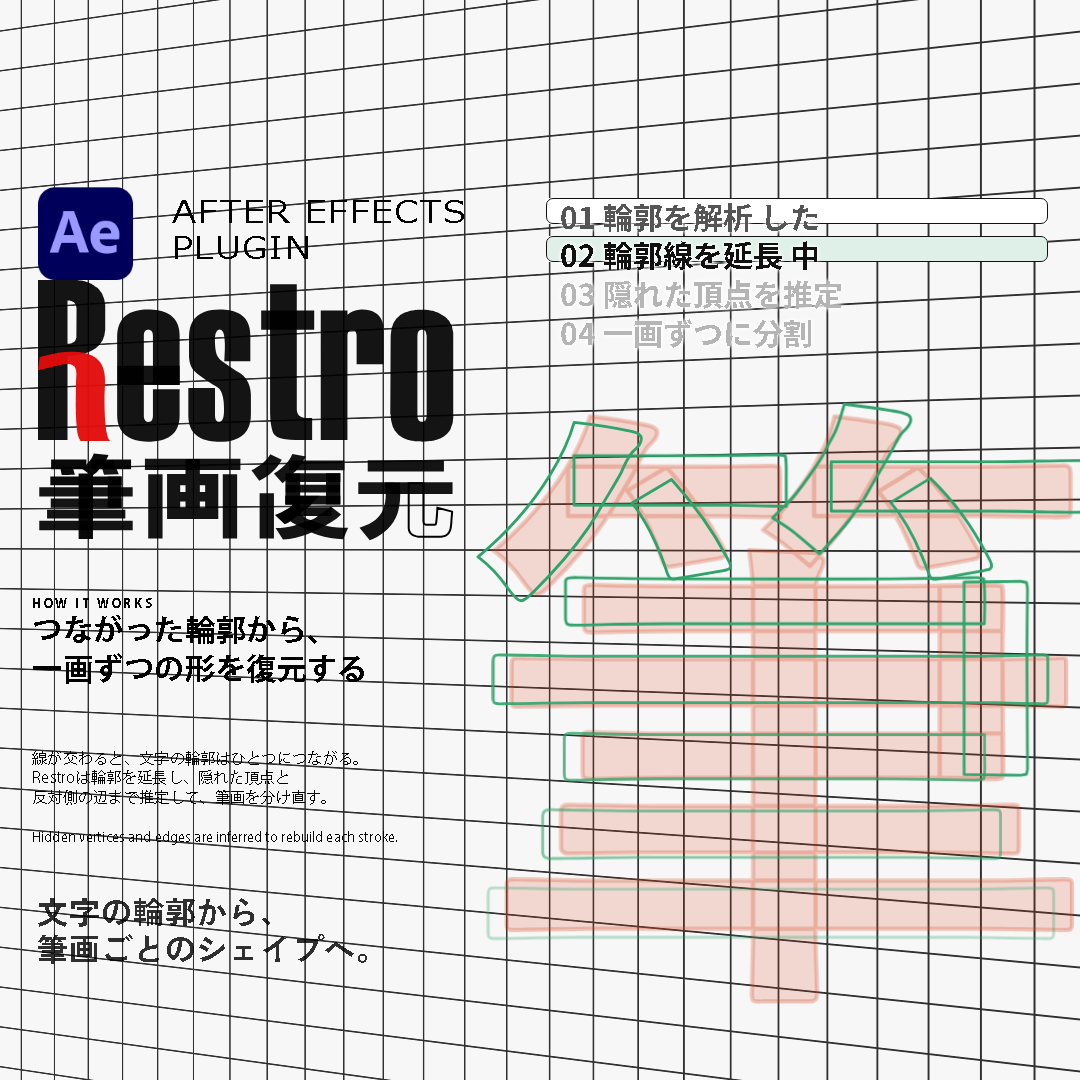 Ae
AFTER EFFECTS
PLUGIN
Restro
筆画復元
01 輪郭を解析 した
02 輪郭線を延長 中
03 隠れた頂点を推定
04 一画ずつに分割
HOW IT WORKS
つながった輪郭から、
一画ずつの形を復元する
線が交わると、文字の輪郭はひとつにつながる。
Restroは輪郭を延長し、隠れた頂点と
反対側の辺まで推定して、筆画を分け直す。
Hidden vertices and edges are inferred to rebuild each stroke.
文字の輪郭から、
筆画ごとのシェイプへ。
筆